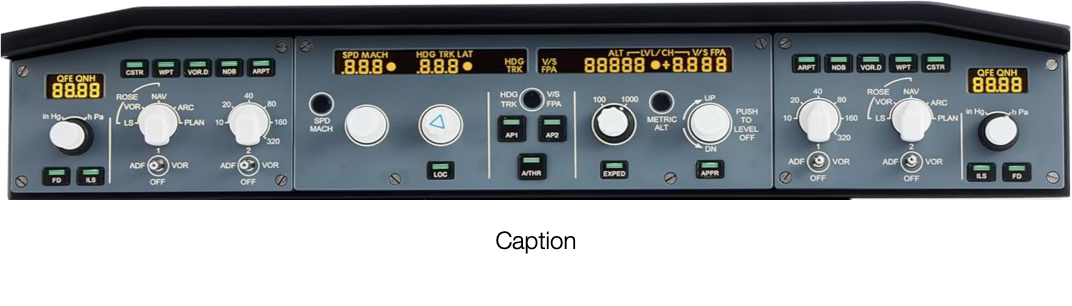 QFE QNH
88.88
in Hg
h Pa
FD
ILS
CSTR
WPT
VOR.D
NDB
ARPT
ROSE
NAV
VOR
ARC
LS
PLAN
10
20
40
80
160
320
1
2
ADF
VOR
OFF
ADF
VOR
OFF
SPD MACH
HDG TRK LAT
8.8.8
8.8.8
HDG
TRK
V/S
FPA
ALT
LVL/CH
V/S FPA
88888
+8.888
SPD
MACH
HDG
TRK
V/S
FPA
AP1
AP2
A/THR
LOC
100
1000
METRIC
ALT
UP
DN
PUSH
TO
LEVEL
OFF
EXPED
APPR
ARPT
NDB
VOR.D
WPT
CSTR
10
20
40
80
160
320
ROSE
NAV
VOR
ARC
LS
PLAN
1
2
ADF
VOR
OFF
ADF
VOR
OFF
QFE QNH
88.88
in Hg
h Pa
ILS
FD
Caption